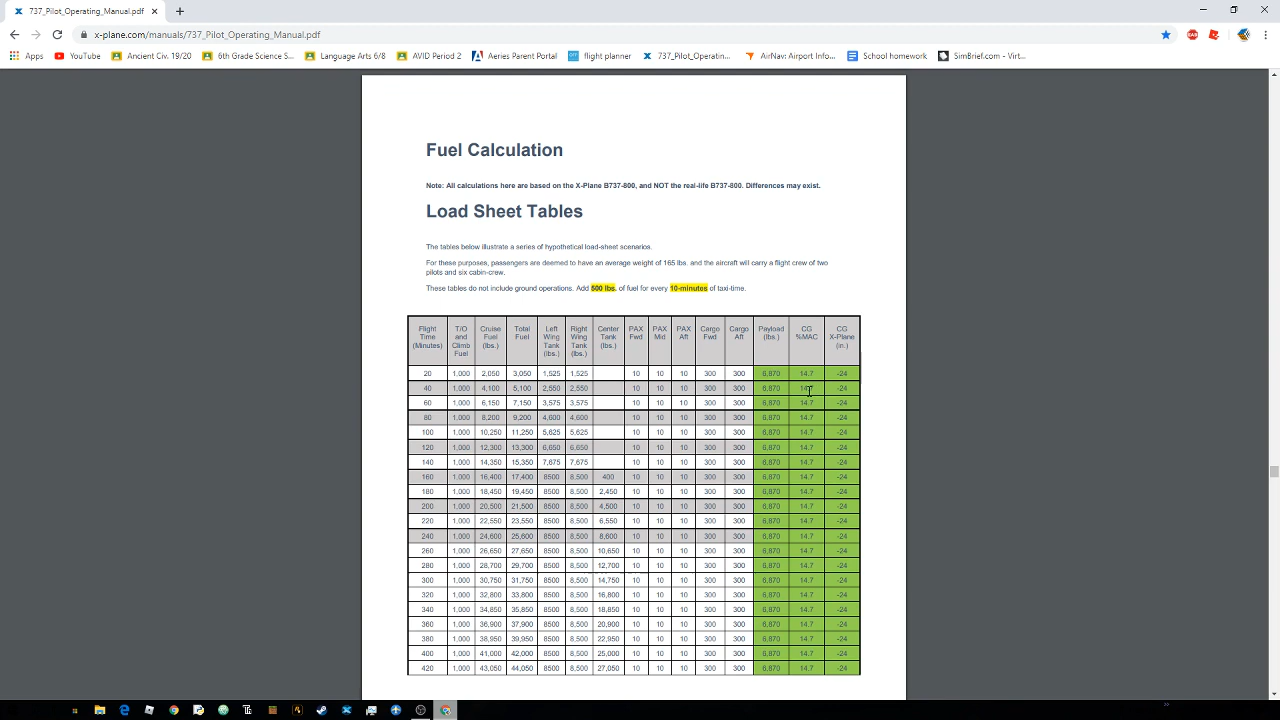 737_Pilot_Operating_Manual.pdf
x-plane.com/manuals/737_Pilot_Operating_Manual.pdf
Apps YouTube Ancient Civ. 19/20 6th Grade Science S... Language Arts 6/8 AVID Period 2 Aeries Parent Portal flight planner 737_Pilot_Operatin... AirNav: Airport Info... School homework SimBrief.com - Virt...
Fuel Calculation
Note: All calculations here are based on the X-Plane B737-800, and NOT the real-life B737-800. Differences may exist.
Load Sheet Tables
The tables below illustrate a series of hypothetical load-sheet scenarios.
For these purposes, passengers are deemed to have an average weight of 165 lbs. and the aircraft will carry a flight crew of two
pilots and six cabin-crew.
These tables do not include ground operations. Add 500 lbs. of fuel for every 10-minutes of taxi-time.
Flight Time (Minutes) T/O and Climb Fuel Cruise Fuel (lbs.) Total Fuel Left Wing Tank (lbs.) Right Wing Tank (lbs.) Center Tank (lbs.) PAX Fwd PAX Mid PAX Aft Cargo Fwd Cargo Aft Payload (lbs.) CG %MAC CG X-Plane (in.)
20 1,000 2,050 3,050 1,525 1,525 10 10 10 300 300 6,870 14.7 -24
40 1,000 4,100 5,100 2,550 2,550 10 10 10 300 300 6,870 14.7 -24
60 1,000 6,150 7,150 3,575 3,575 10 10 10 300 300 6,870 14.7 -24
80 1,000 8,200 9,200 4,600 4,600 10 10 10 300 300 6,870 14.7 -24
100 1,000 10,250 11,250 5,625 5,625 10 10 10 300 300 6,870 14.7 -24
120 1,000 12,300 13,300 6,650 6,650 10 10 10 300 300 6,870 14.7 -24
140 1,000 14,350 15,350 7,675 7,675 10 10 10 300 300 6,870 14.7 -24
160 1,000 16,400 17,400 8500 8,500 400 10 10 10 300 300 6,870 14.7 -24
180 1,000 18,450 19,450 8500 8,500 2,450 10 10 10 300 300 6,870 14.7 -24
200 1,000 20,500 21,500 8500 8,500 4,500 10 10 10 300 300 6,870 14.7 -24
220 1,000 22,550 23,550 8500 8,500 6,550 10 10 10 300 300 6,870 14.7 -24
240 1,000 24,600 25,600 8500 8,500 8,600 10 10 10 300 300 6,870 14.7 -24
260 1,000 26,650 27,650 8500 8,500 10,650 10 10 10 300 300 6,870 14.7 -24
280 1,000 28,700 29,700 8500 8,500 12,700 10 10 10 300 300 6,870 14.7 -24
300 1,000 30,750 31,750 8500 8,500 14,750 10 10 10 300 300 6,870 14.7 -24
320 1,000 32,800 33,800 8500 8,500 16,800 10 10 10 300 300 6,870 14.7 -24
340 1,000 34,850 35,850 8500 8,500 18,850 10 10 10 300 300 6,870 14.7 -24
360 1,000 36,900 37,900 8500 8,500 20,900 10 10 10 300 300 6,870 14.7 -24
380 1,000 38,950 39,950 8500 8,500 22,950 10 10 10 300 300 6,870 14.7 -24
400 1,000 41,000 42,000 8500 8,500 25,000 10 10 10 300 300 6,870 14.7 -24
420 1,000 43,050 44,050 8500 8,500 27,050 10 10 10 300 300 6,870 14.7 -24